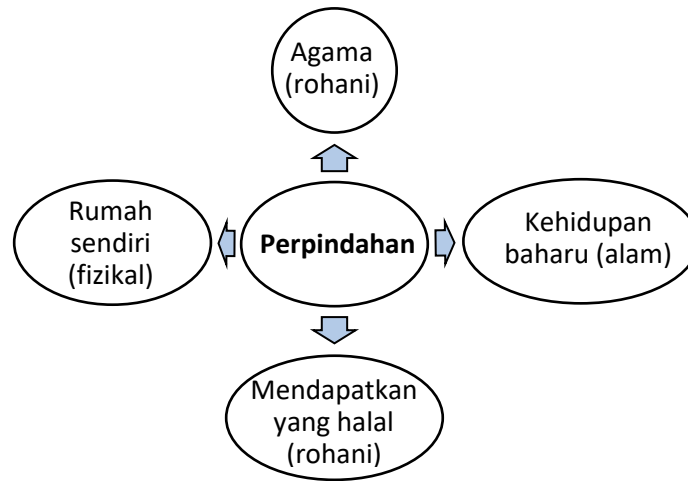 Agama
(rohani)
Rumah
sendiri
(fizikal)
Perpindahan
Kehidupan
baharu (alam)
Mendapatkan
yang halal
(rohani)